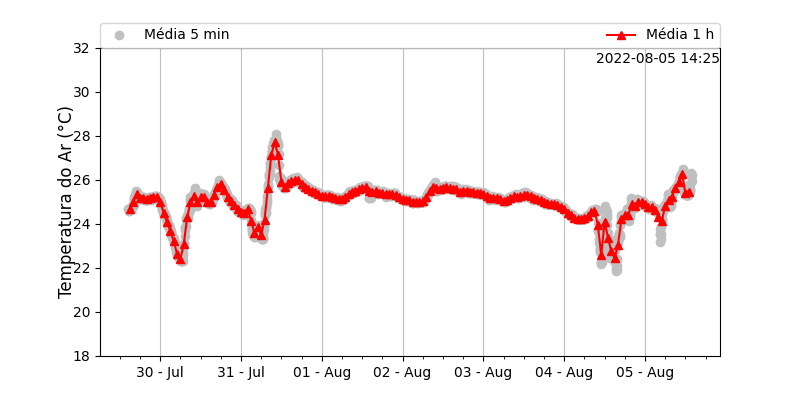 Média 5 min
Média 1 h
2022-08-05 14:25
Temperatura do Ar (°C)
32
30
28
26
24
22
20
18
30 - Jul
31 - Jul
01 - Aug
02 - Aug
03 - Aug
04 - Aug
05 - Aug